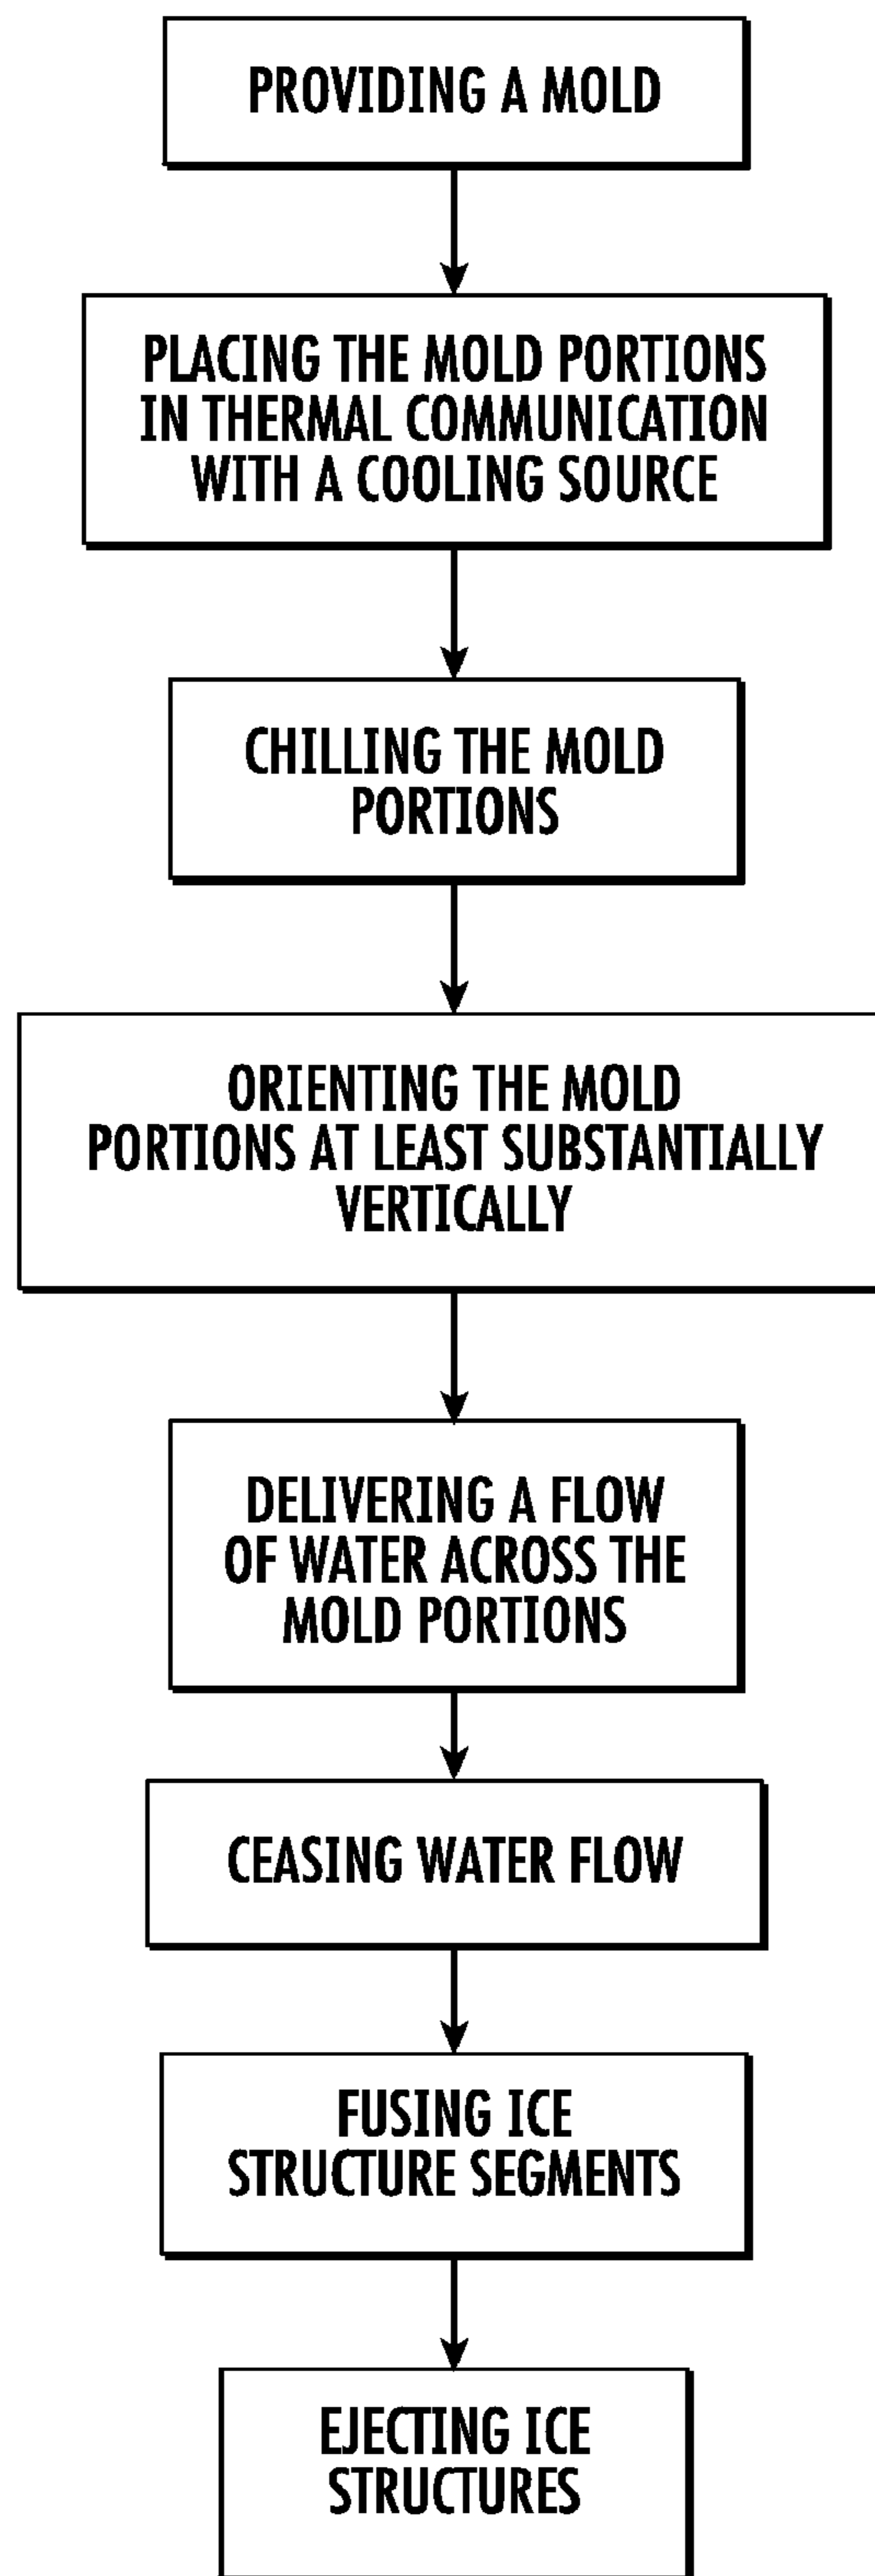 PROVIDING A MOLD
PLACING THE MOLD PORTIONS
IN THERMAL COMMUNICATION
WITH A COOLING SOURCE
CHILLING THE MOLD
PORTIONS
ORIENTING THE MOLD
PORTIONS AT LEAST SUBSTANTIALLY
VERTICALLY
DELIVERING A FLOW
OF WATER ACROSS THE
MOLD PORTIONS
CEASING WATER FLOW
FUSING ICE
STRUCTURE SEGMENTS
EJECTING ICE
STRUCTURES